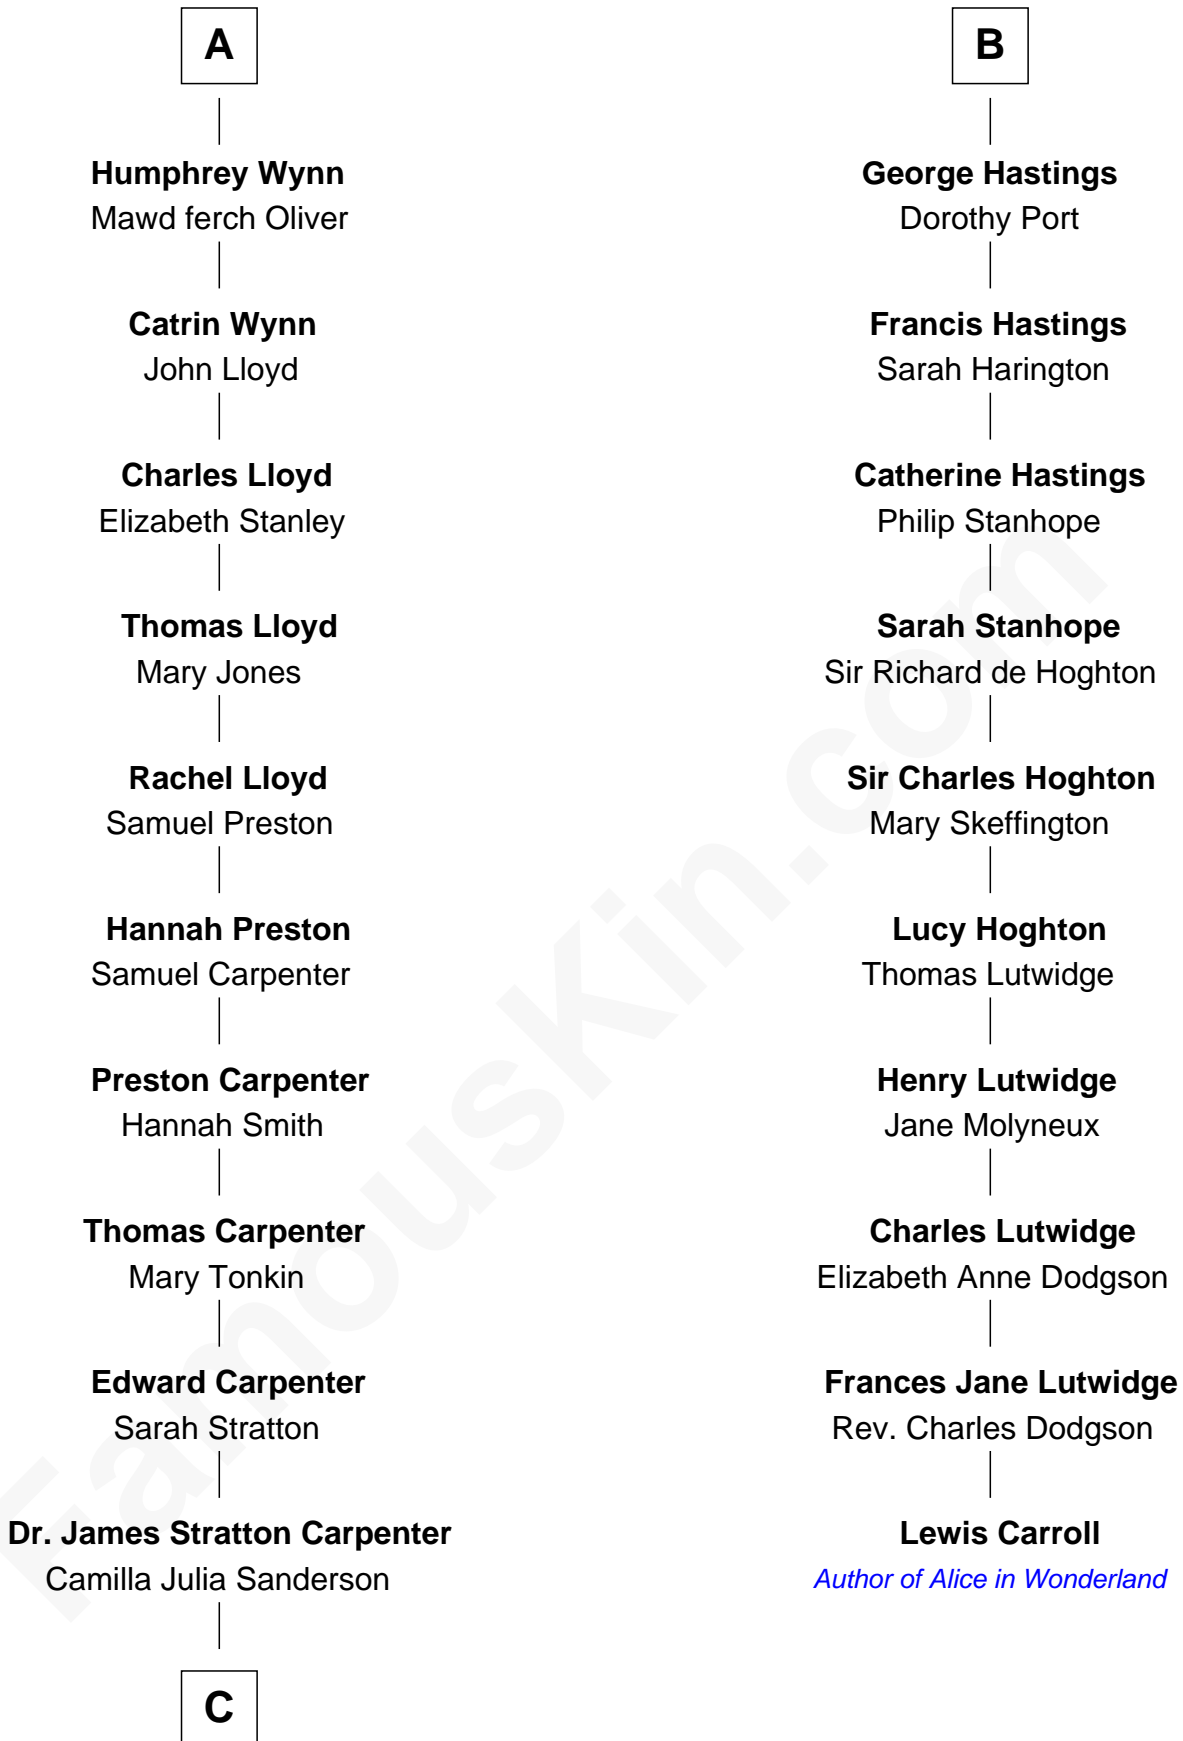 A
Humphrey Wynn
Mawd ferch Oliver
Catrin Wynn
John Lloyd
Charles Lloyd
Elizabeth Stanley
Thomas Lloyd
Mary Jones
Rachel Lloyd
Samuel Preston
Hannah Preston
Samuel Carpenter
Preston Carpenter
Hannah Smith
Thomas Carpenter
Mary Tonkin
Edward Carpenter
Sarah Stratton
Dr. James Stratton Carpenter
Camilla Julia Sanderson
C
B
George Hastings
Dorothy Port
Francis Hastings
Sarah Harington
Catherine Hastings
Philip Stanhope
Sarah Stanhope
Sir Richard de Hoghton
Sir Charles Hoghton
Mary Skeffington
Lucy Hoghton
Thomas Lutwidge
Henry Lutwidge
Jane Molyneux
Charles Lutwidge
Elizabeth Anne Dodgson
Frances Jane Lutwidge
Rev. Charles Dodgson
Lewis Carroll
Author of Alice in Wonderland
FamousKin.com